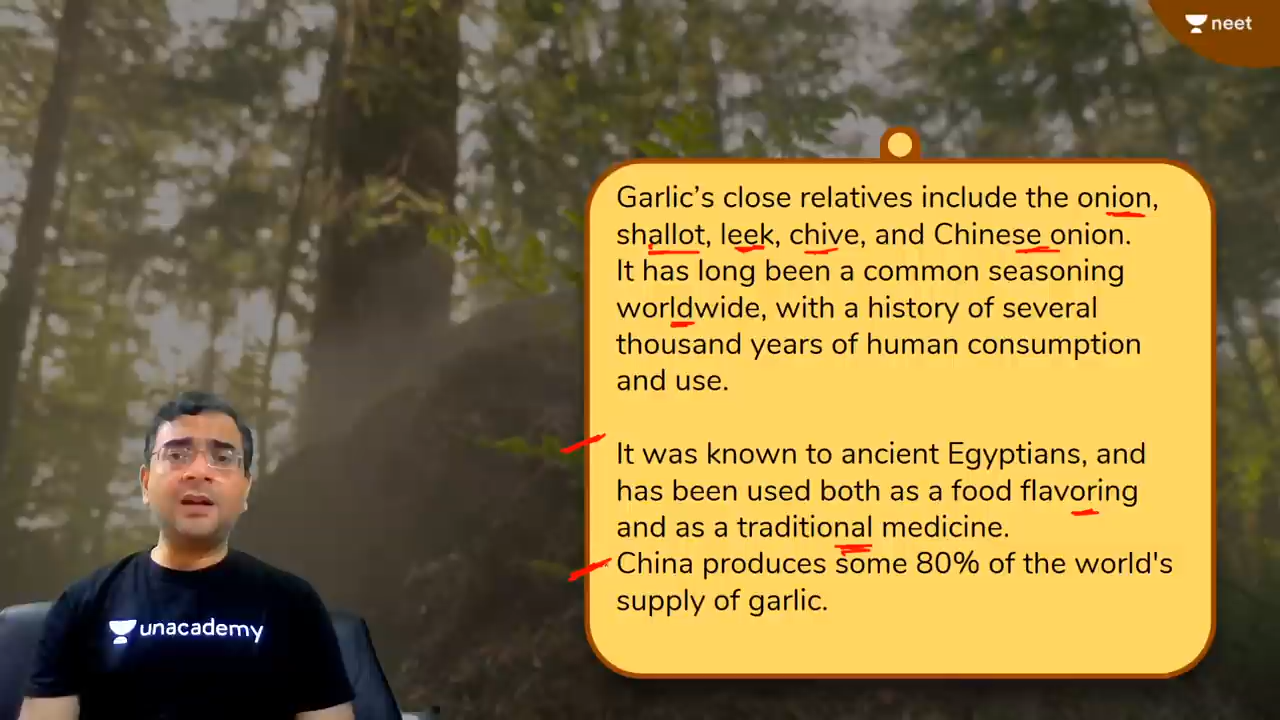 neet
Garlic’s close relatives include the onion,
shallot, leek, chive, and Chinese onion.
It has long been a common seasoning
worldwide, with a history of several
thousand years of human consumption
and use.
It was known to ancient Egyptians, and
has been used both as a food flavoring
and as a traditional medicine.
China produces some 80% of the world's
supply of garlic.
unacademy